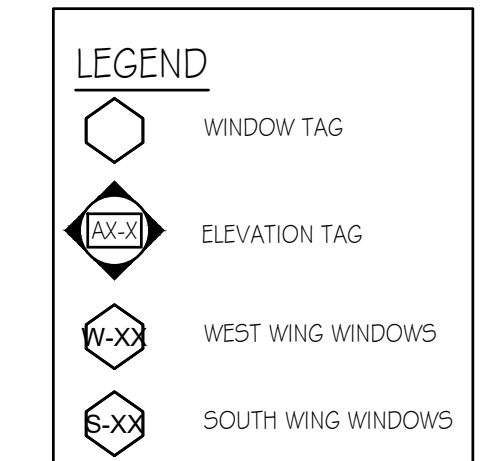 LEGEND
WINDOW TAG
AX-X ELEVATION TAG
W-XX WEST WING WINDOWS
S-XX SOUTH WING WINDOWS